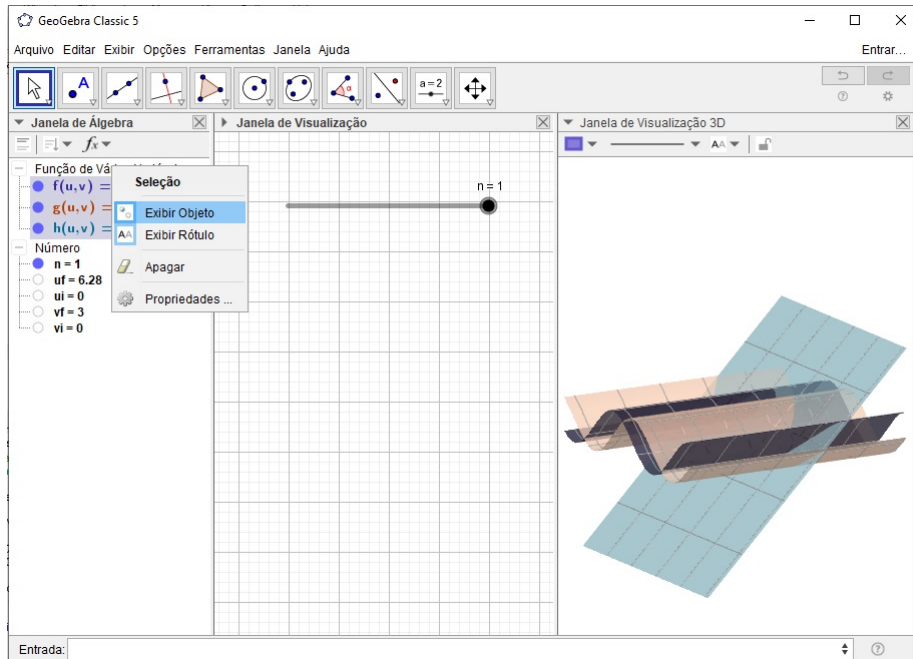 GeoGebra Classic 5
Arquivo Editar Exibir Opções Ferramentas Janela Ajuda
Entrar...
A
a = 2
Janela de Álgebra
Janela de Visualização
Janela de Visualização 3D
fx
AA
Função de Vá
f(u,v) =
g(u,v) =
h(u,v) =
Número
n = 1
uf = 6.28
ui = 0
vf = 3
vi = 0
Seleção
Exibir Objeto
AA Exibir Rótulo
Apagar
Propriedades ...
n = 1
Entrada: